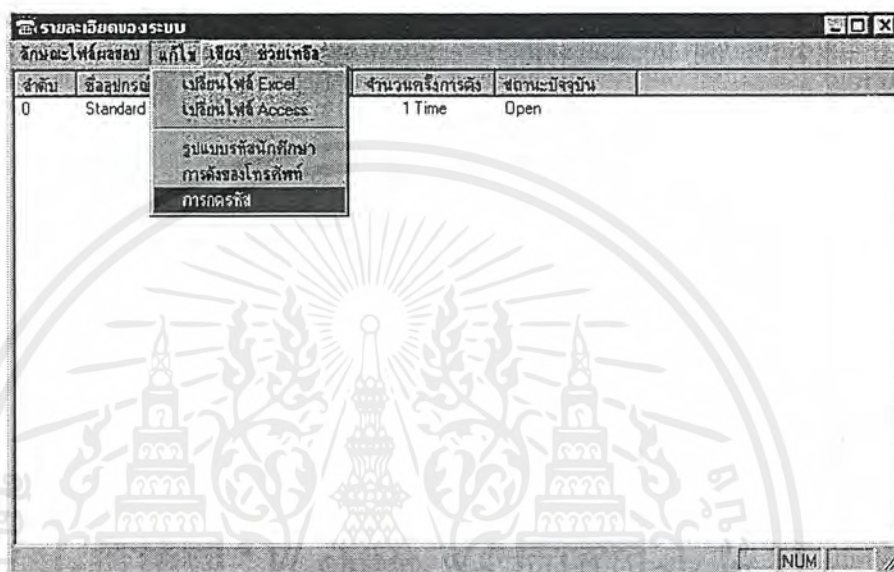 รายละเอียดของระบบ
ลักษณะไฟล์ผลสอบ แก้ไข เสียง ช่วยเหลือ
ลำดับ ชื่ออุปกรณ์ จำนวนครั้งการดัง สถานะปัจจุบัน
0 Standard 1 Time Open
เปลี่ยนไฟล์ Excel
เปลี่ยนไฟล์ Access
รูปแบบรหัสนักศึกษา
การดังของโทรศัพท์
การกดรหัส
NUM